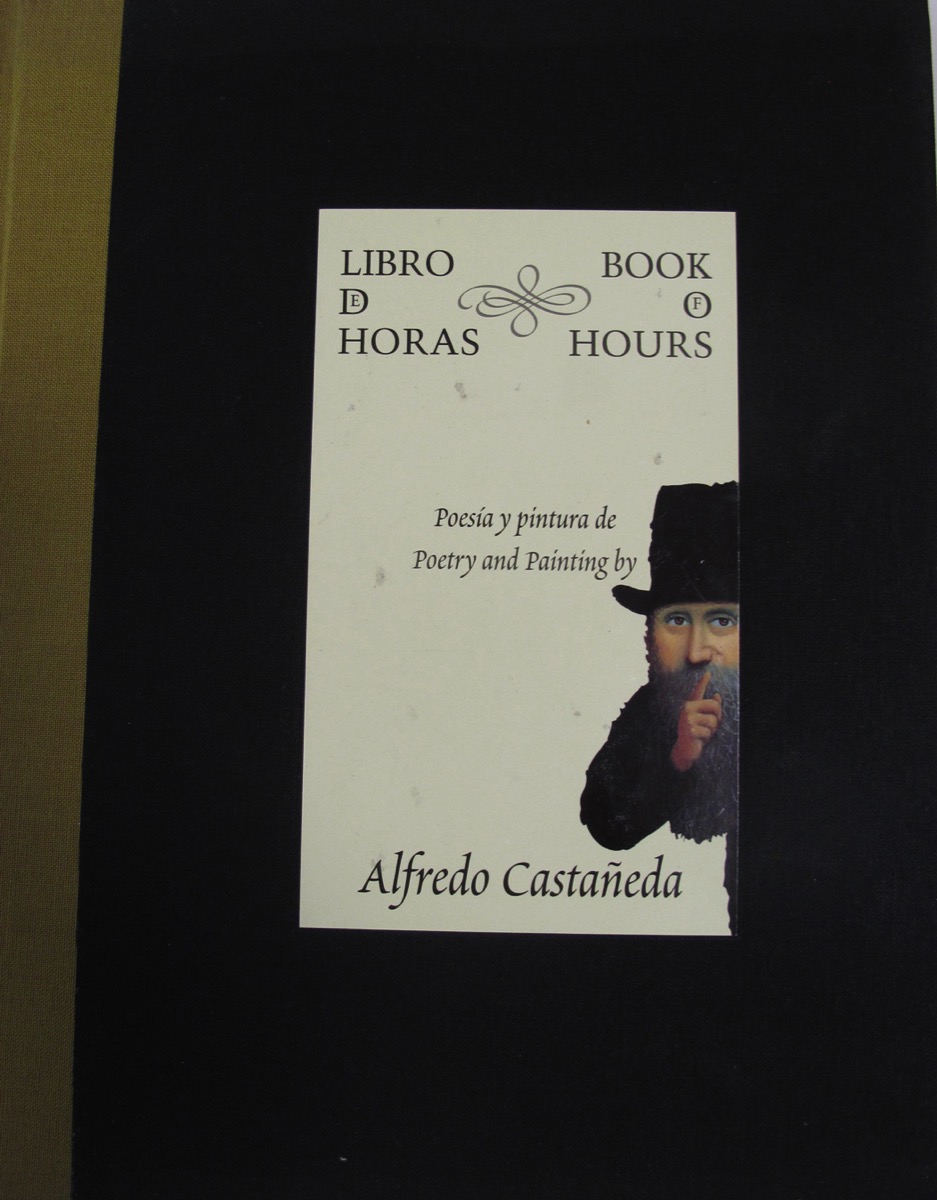 LIBRO
DE
HORAS
BOOK
OF
HOURS
Poesía y pintura de
Poetry and Painting by
Alfredo Castañeda